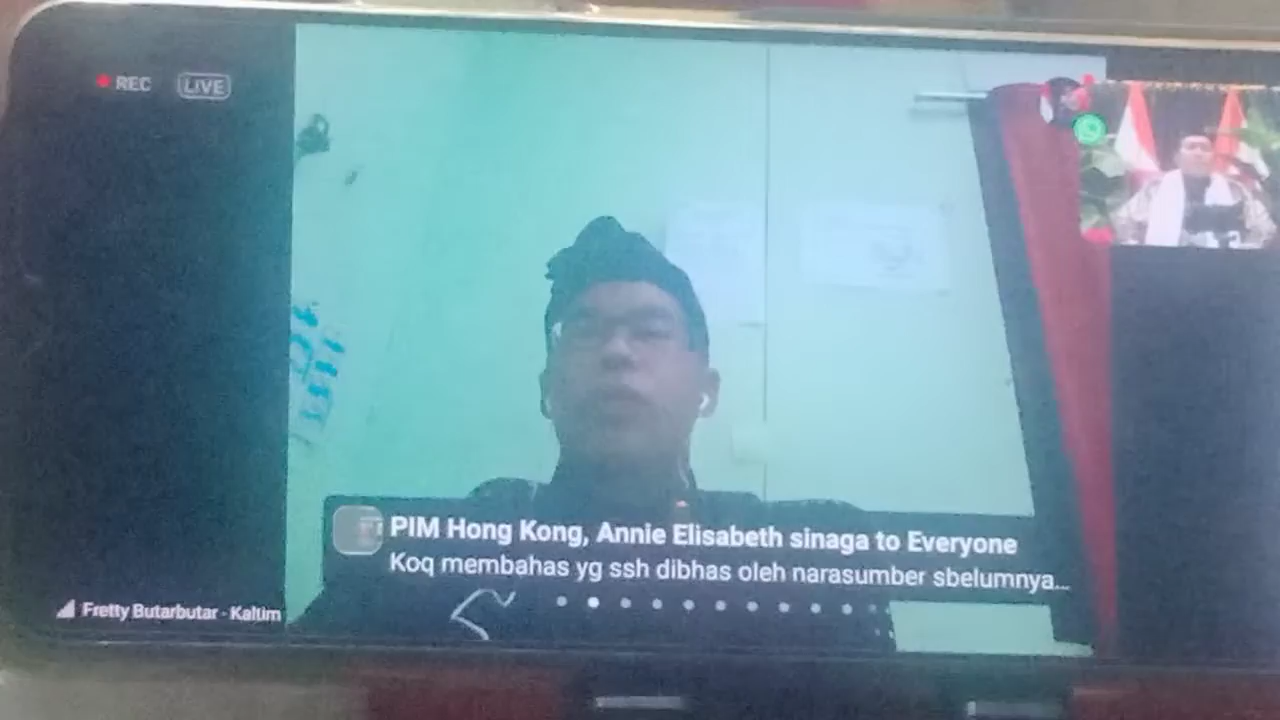 REC LIVE
PIM Hong Kong, Annie Elisabeth sinaga to Everyone
Koq membahas yg ssh dibhas oleh narasumber sbelumnya...
Fretty Butarbutar - Kaltim